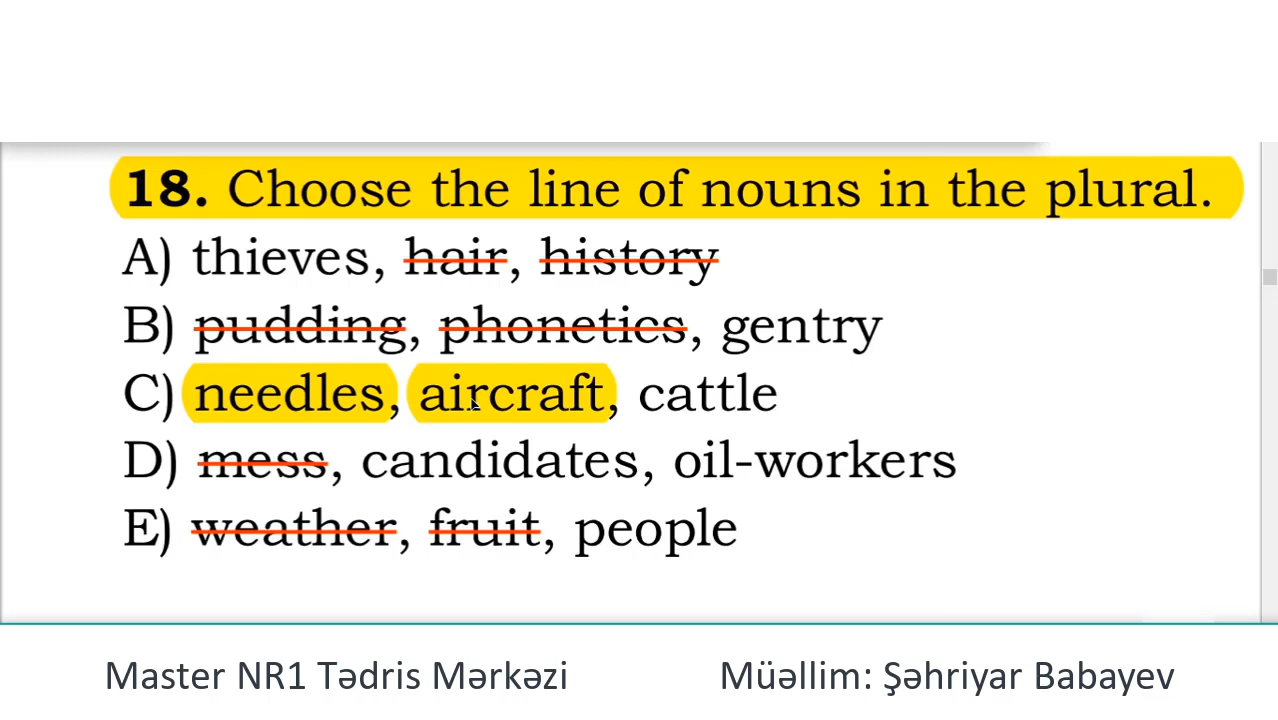 18. Choose the line of nouns in the plural.
A) thieves, hair, history
B) pudding, phonetics, gentry
C) needles, aircraft, cattle
D) mess, candidates, oil-workers
E) weather, fruit, people
Master NR1 Tədris Mərkəzi
Müəllim: Şəhriyar Babayev